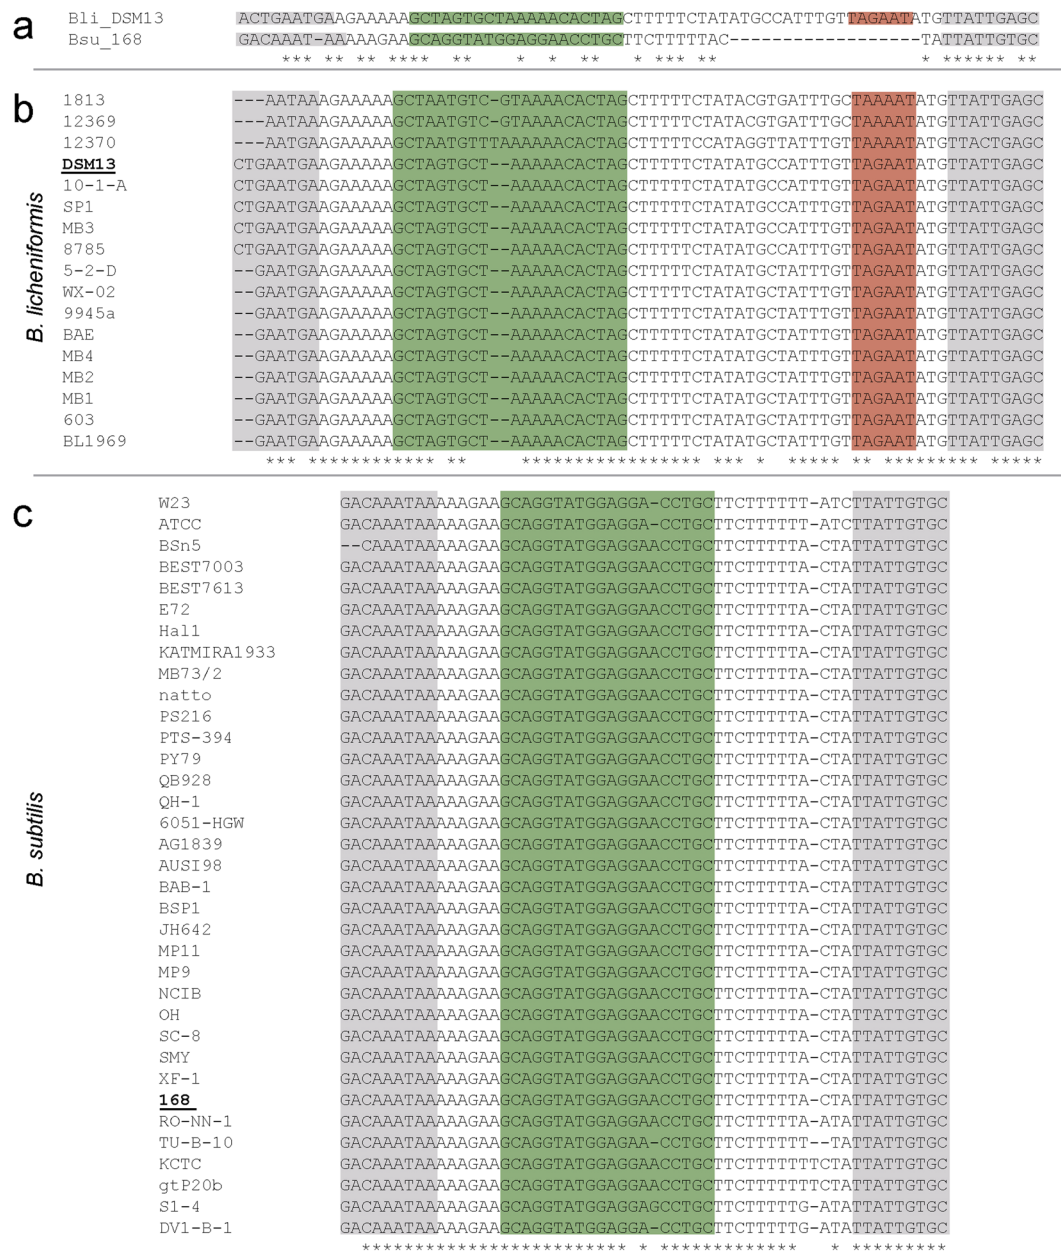 a
Bli_DSM13 ACTGAATGAAGAAAAAGCTAGTGCTAAAAACACTAGCTTTTTCTATATGCCATTTGTTAGAATATGTTATTGAGC
Bsu_168 GACAAAT-AAAAAGAAGCAGGTATGGAGGAACCTGCTTCTTTTTAC------------------TATTATTGTGC
*** ** ** **** ** * * ** * ** ** * * **** ** **
b
B. licheniformis
1813 ---AATAAAGAAAAAGCTAATGTC-GTAAAACACTAGCTTTTTCTATACGTGATTTGCTAAAATATGTTATTGAGC
12369 ---AATAAAGAAAAAGCTAATGTC-GTAAAACACTAGCTTTTTCTATACGTGATTTGCTAAAATATGTTATTGAGC
12370 ---AATGAAGAAAAAGCTAATGTTTAAAAAACACTAGCTTTTTCCATAGGTTATTTGTTAAAATATGTTACTGAGC
DSM13 CTGAATGAAGAAAAAGCTAGTGCT--AAAAACACTAGCTTTTTCTATATGCCATTTGTTAGAATATGTTATTGAGC
10-1-A CTGAATGAAGAAAAAGCTAGTGCT--AAAAACACTAGCTTTTTCTATATGCCATTTGTTAGAATATGTTATTGAGC
SP1 CTGAATGAAGAAAAAGCTAGTGCT--AAAAACACTAGCTTTTTCTATATGCCATTTGTTAGAATATGTTATTGAGC
MB3 CTGAATGAAGAAAAAGCTAGTGCT--AAAAACACTAGCTTTTTCTATATGCCATTTGTTAGAATATGTTATTGAGC
8785 CTGAATGAAGAAAAAGCTAGTGCT--AAAAACACTAGCTTTTTCTATATGCCATTTGTTAGAATATGTTATTGAGC
5-2-D --GAATGAAGAAAAAGCTAGTGCT--AAAAACACTAGCTTTTTCTATATGCTATTTGTTAGAATATGTTATTGAGC
WX-02 --GAATGAAGAAAAAGCTAGTGCT--AAAAACACTAGCTTTTTCTATATGCTATTTGTTAGAATATGTTATTGAGC
9945a --GAATGAAGAAAAAGCTAGTGCT--AAAAACACTAGCTTTTTCTATATGCTATTTGTTAGAATATGTTATTGAGC
BAE --GAATGAAGAAAAAGCTAGTGCT--AAAAACACTAGCTTTTTCTATATGCTATTTGTTAGAATATGTTATTGAGC
MB4 --GAATGAAGAAAAAGCTAGTGCT--AAAAACACTAGCTTTTTCTATATGCTATTTGTTAGAATATGTTATTGAGC
MB2 --GAATGAAGAAAAAGCTAGTGCT--AAAAACACTAGCTTTTTCTATATGCTATTTGTTAGAATATGTTATTGAGC
MB1 --GAATGAAGAAAAAGCTAGTGCT--AAAAACACTAGCTTTTTCTATATGCTATTTGTTAGAATATGTTATTGAGC
603 --GAATGAAGAAAAAGCTAGTGCT--AAAAACACTAGCTTTTTCTATATGCTATTTGTTAGAATATGTTATTGAGC
BL1969 --GAATGAAGAAAAAGCTAGTGCT--AAAAACACTAGCTTTTTCTATATGCTATTTGTTAGAATATGTTATTGAGC
*** ************ ** ***************** *** * ***** ** ********* *****
c
B. subtilis
W23 GACAAATAAAAAGAAGCAGGTATGGAGGA-CCTGCTTCTTTTTT-ATCTTATTGTGC
ATCC GACAAATAAAAAGAAGCAGGTATGGAGGA-CCTGCTTCTTTTTT-ATCTTATTGTGC
BSn5 --CAAATAAAAAGAAGCAGGTATGGAGGAACCTGCTTCTTTTTA-CTATTATTGTGC
BEST7003 GACAAATAAAAAGAAGCAGGTATGGAGGAACCTGCTTCTTTTTA-CTATTATTGTGC
BEST7613 GACAAATAAAAAGAAGCAGGTATGGAGGAACCTGCTTCTTTTTA-CTATTATTGTGC
E72 GACAAATAAAAAGAAGCAGGTATGGAGGAACCTGCTTCTTTTTA-CTATTATTGTGC
Hal1 GACAAATAAAAAGAAGCAGGTATGGAGGAACCTGCTTCTTTTTA-CTATTATTGTGC
KATMIRA1933 GACAAATAAAAAGAAGCAGGTATGGAGGAACCTGCTTCTTTTTA-CTATTATTGTGC
MB73/2 GACAAATAAAAAGAAGCAGGTATGGAGGAACCTGCTTCTTTTTA-CTATTATTGTGC
natto GACAAATAAAAAGAAGCAGGTATGGAGGAACCTGCTTCTTTTTA-CTATTATTGTGC
PS216 GACAAATAAAAAGAAGCAGGTATGGAGGAACCTGCTTCTTTTTA-CTATTATTGTGC
PTS-394 GACAAATAAAAAGAAGCAGGTATGGAGGAACCTGCTTCTTTTTA-CTATTATTGTGC
PY79 GACAAATAAAAAGAAGCAGGTATGGAGGAACCTGCTTCTTTTTA-CTATTATTGTGC
QB928 GACAAATAAAAAGAAGCAGGTATGGAGGAACCTGCTTCTTTTTA-CTATTATTGTGC
QH-1 GACAAATAAAAAGAAGCAGGTATGGAGGAACCTGCTTCTTTTTA-CTATTATTGTGC
6051-HGW GACAAATAAAAAGAAGCAGGTATGGAGGAACCTGCTTCTTTTTA-CTATTATTGTGC
AG1839 GACAAATAAAAAGAAGCAGGTATGGAGGAACCTGCTTCTTTTTA-CTATTATTGTGC
AUSI98 GACAAATAAAAAGAAGCAGGTATGGAGGAACCTGCTTCTTTTTA-CTATTATTGTGC
BAB-1 GACAAATAAAAAGAAGCAGGTATGGAGGAACCTGCTTCTTTTTA-CTATTATTGTGC
BSP1 GACAAATAAAAAGAAGCAGGTATGGAGGAACCTGCTTCTTTTTA-CTATTATTGTGC
JH642 GACAAATAAAAAGAAGCAGGTATGGAGGAACCTGCTTCTTTTTA-CTATTATTGTGC
MP11 GACAAATAAAAAGAAGCAGGTATGGAGGAACCTGCTTCTTTTTA-CTATTATTGTGC
MP9 GACAAATAAAAAGAAGCAGGTATGGAGGAACCTGCTTCTTTTTA-CTATTATTGTGC
NCIB GACAAATAAAAAGAAGCAGGTATGGAGGAACCTGCTTCTTTTTA-CTATTATTGTGC
OH GACAAATAAAAAGAAGCAGGTATGGAGGAACCTGCTTCTTTTTA-CTATTATTGTGC
SC-8 GACAAATAAAAAGAAGCAGGTATGGAGGAACCTGCTTCTTTTTA-CTATTATTGTGC
SMY GACAAATAAAAAGAAGCAGGTATGGAGGAACCTGCTTCTTTTTA-CTATTATTGTGC
XF-1 GACAAATAAAAAGAAGCAGGTATGGAGGAACCTGCTTCTTTTTA-CTATTATTGTGC
168 GACAAATAAAAAGAAGCAGGTATGGAGGAACCTGCTTCTTTTTA-CTATTATTGTGC
RO-NN-1 GACAAATAAAAAGAAGCAGGTATGGAGGAACCTGCTTCTTTTTA-ATATTATTGTGC
TU-B-10 GACAAATAAAAAGAAGCAGGTATGGAGAA-CCTGCTTCTTTTTT--TATTATTGTGC
KCTC GACAAATAAAAAGAAGCAGGTATGGAGGAACCTGCTTCTTTTTTTTCTATTATTGTGC
gtP20b GACAAATAAAAAGAAGCAGGTATGGAGGAACCTGCTTCTTTTTTTTCTATTATTGTGC
S1-4 GACAAATAAAAAGAAGCAGGTATGGAGGAGCCTGCTTCTTTTTG-ATATTATTGTGC
DV1-B-1 GACAAATAAAAAGAAGCAGGTATGGAGGA-CCTGCTTCTTTTTG-ATATTATTGTGC
************************* * ************* * *********